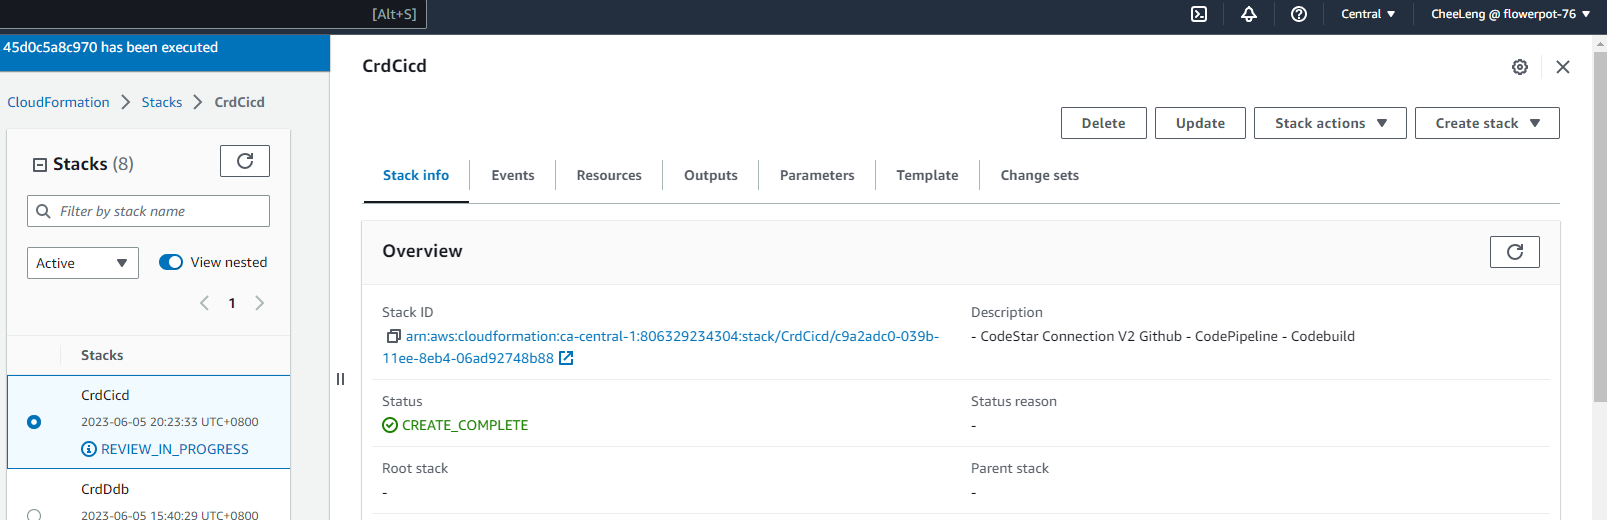 [Alt+S]
Central
CheeLeng @ flowerpot-76
45d0c5a8c970 has been executed
CloudFormation
Stacks
CrdCicd
Stacks (8)
Filter by stack name
Active
View nested
1
Stacks
CrdCicd
2023-06-05 20:23:33 UTC+0800
REVIEW_IN_PROGRESS
CrdDdb
2023-06-05 15:40:29 UTC+0800
CrdCicd
Delete
Update
Stack actions
Create stack
Stack info
Events
Resources
Outputs
Parameters
Template
Change sets
Overview
Stack ID
arn:aws:cloudformation:ca-central-1:806329234304:stack/CrdCicd/c9a2adc0-039b-
11ee-8eb4-06ad92748b88
Description
- CodeStar Connection V2 Github - CodePipeline - Codebuild
Status
CREATE_COMPLETE
Status reason
-
Root stack
-
Parent stack
-